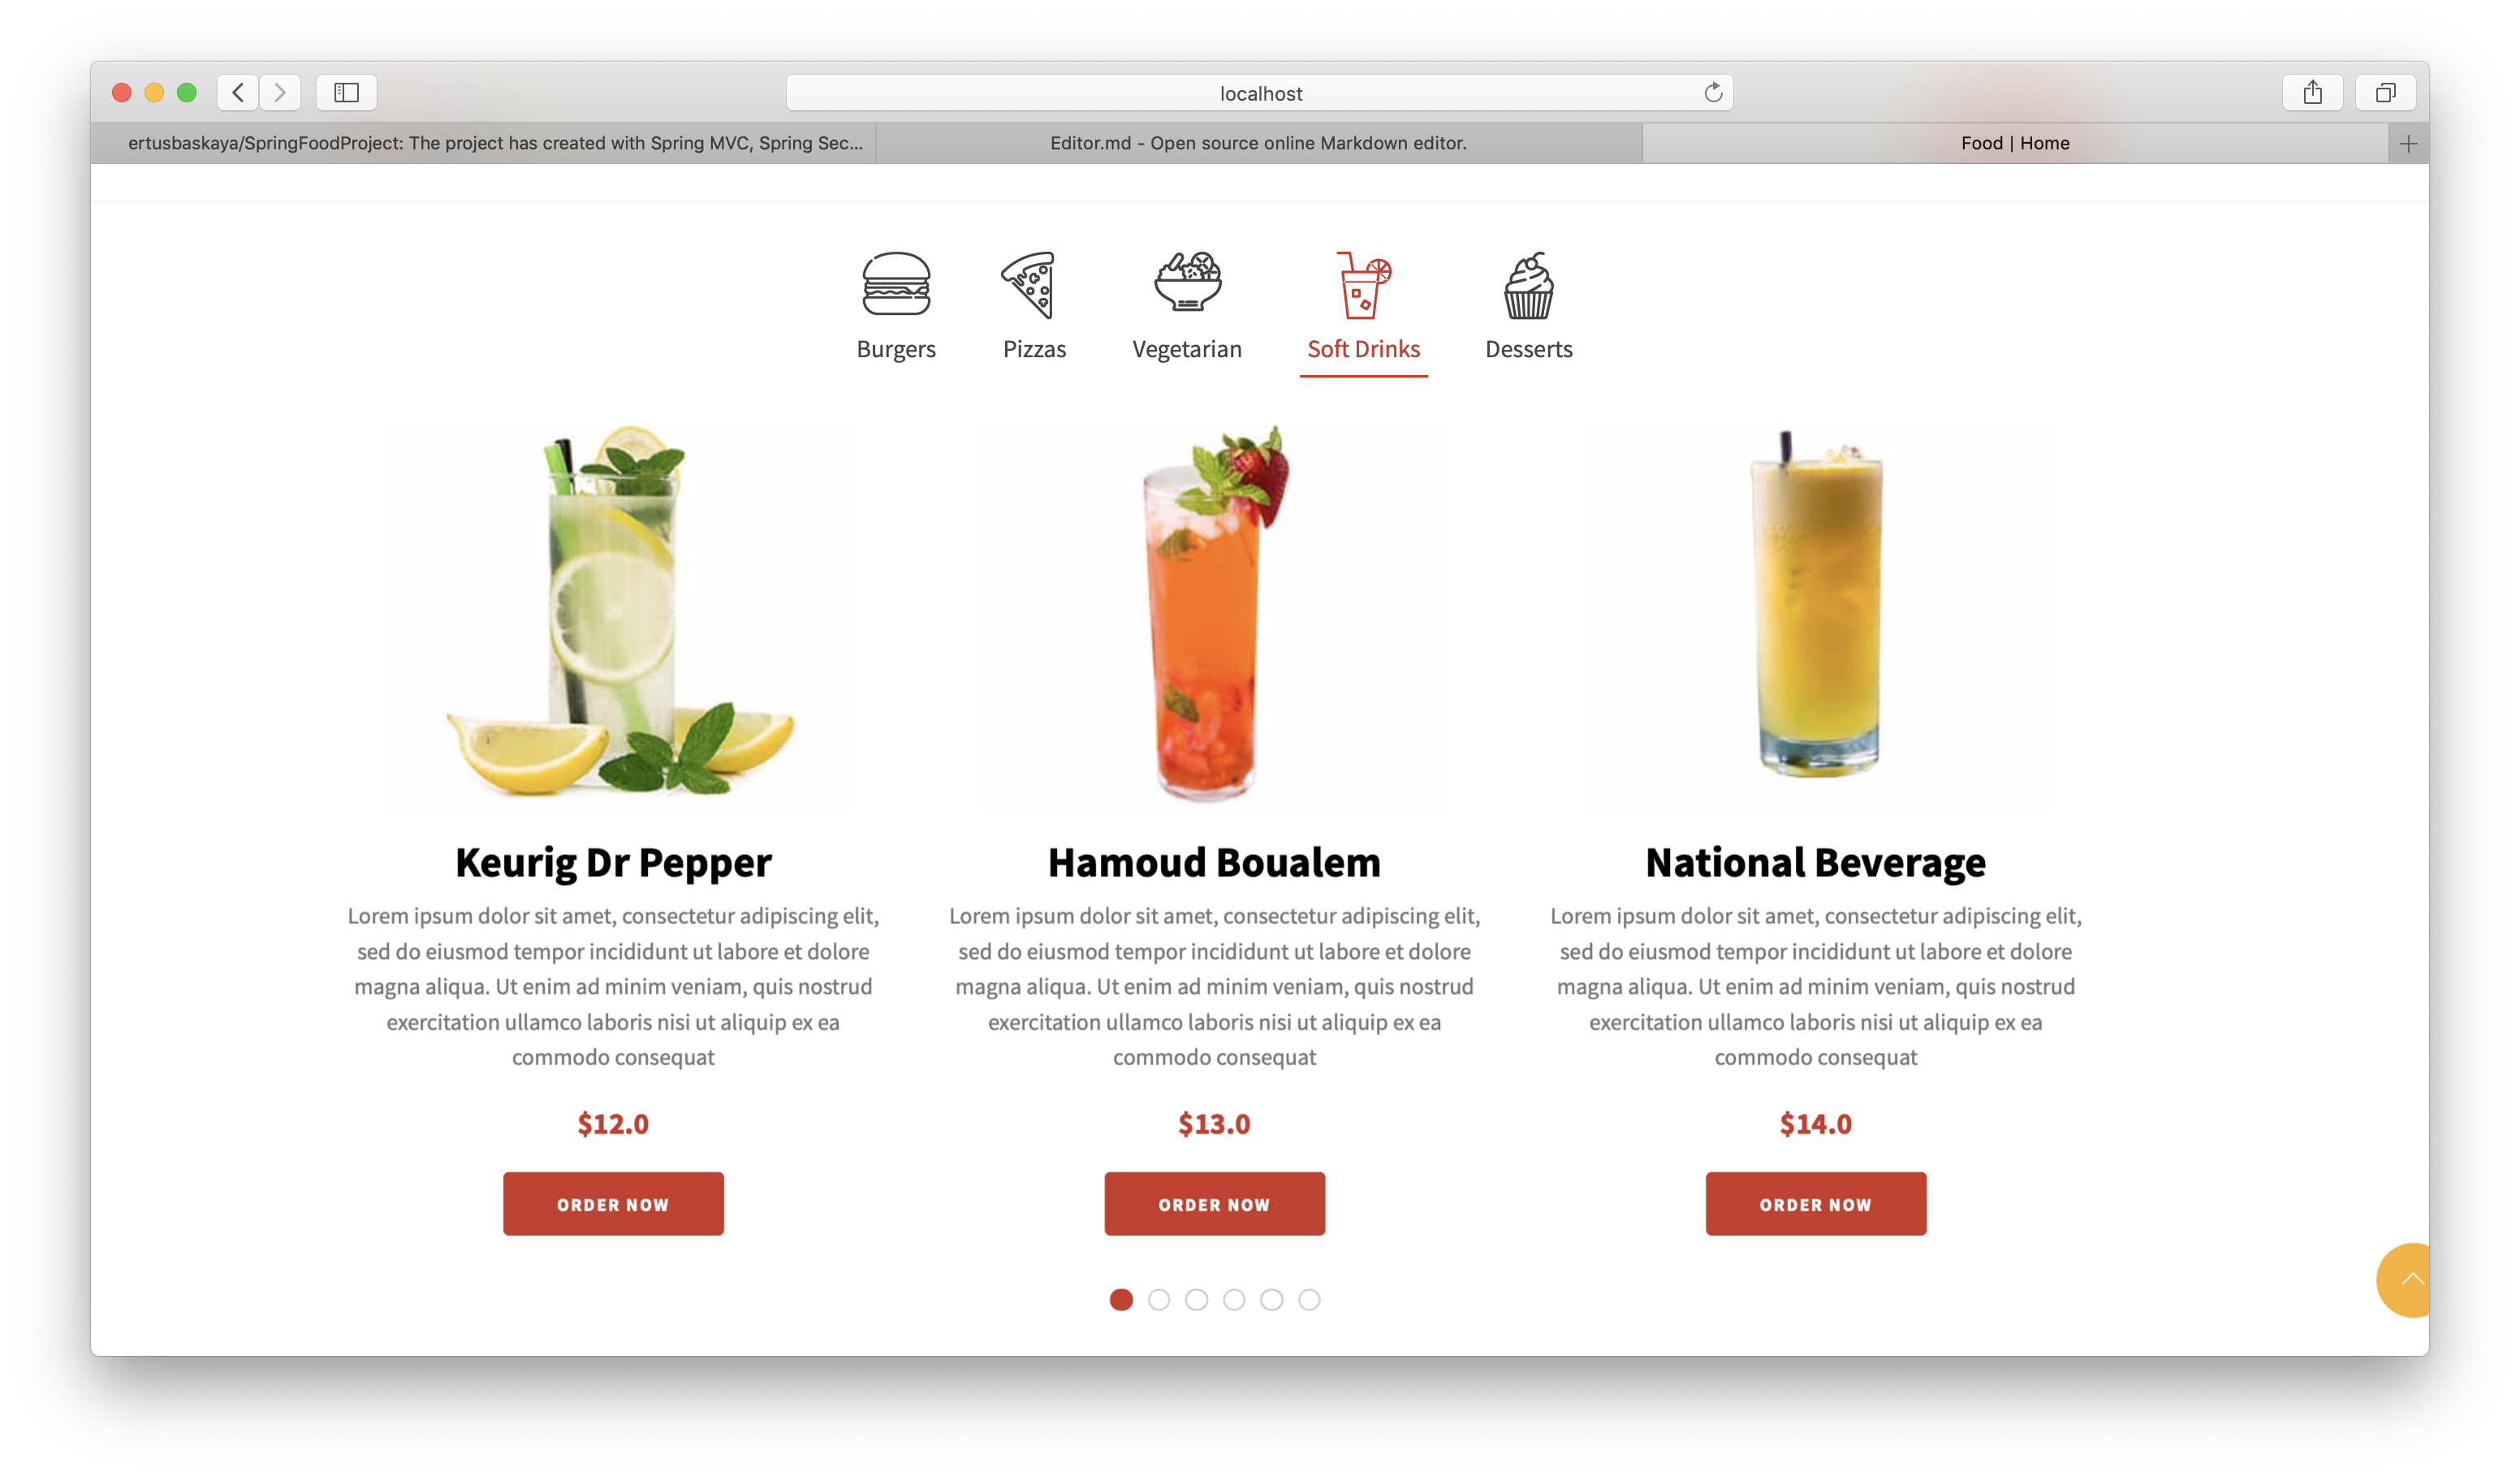 localhost
ertusbaskaya/SpringFoodProject: The project has created with Spring MVC, Spring Sec...
Editor.md - Open source online Markdown editor.
Food | Home
Burgers
Pizzas
Vegetarian
Soft Drinks
Desserts
Keurig Dr Pepper
Lorem ipsum dolor sit amet, consectetur adipiscing elit,
sed do eiusmod tempor incididunt ut labore et dolore
magna aliqua. Ut enim ad minim veniam, quis nostrud
exercitation ullamco laboris nisi ut aliquip ex ea
commodo consequat
$12.0
ORDER NOW
Hamoud Boualem
Lorem ipsum dolor sit amet, consectetur adipiscing elit,
sed do eiusmod tempor incididunt ut labore et dolore
magna aliqua. Ut enim ad minim veniam, quis nostrud
exercitation ullamco laboris nisi ut aliquip ex ea
commodo consequat
$13.0
ORDER NOW
National Beverage
Lorem ipsum dolor sit amet, consectetur adipiscing elit,
sed do eiusmod tempor incididunt ut labore et dolore
magna aliqua. Ut enim ad minim veniam, quis nostrud
exercitation ullamco laboris nisi ut aliquip ex ea
commodo consequat
$14.0
ORDER NOW